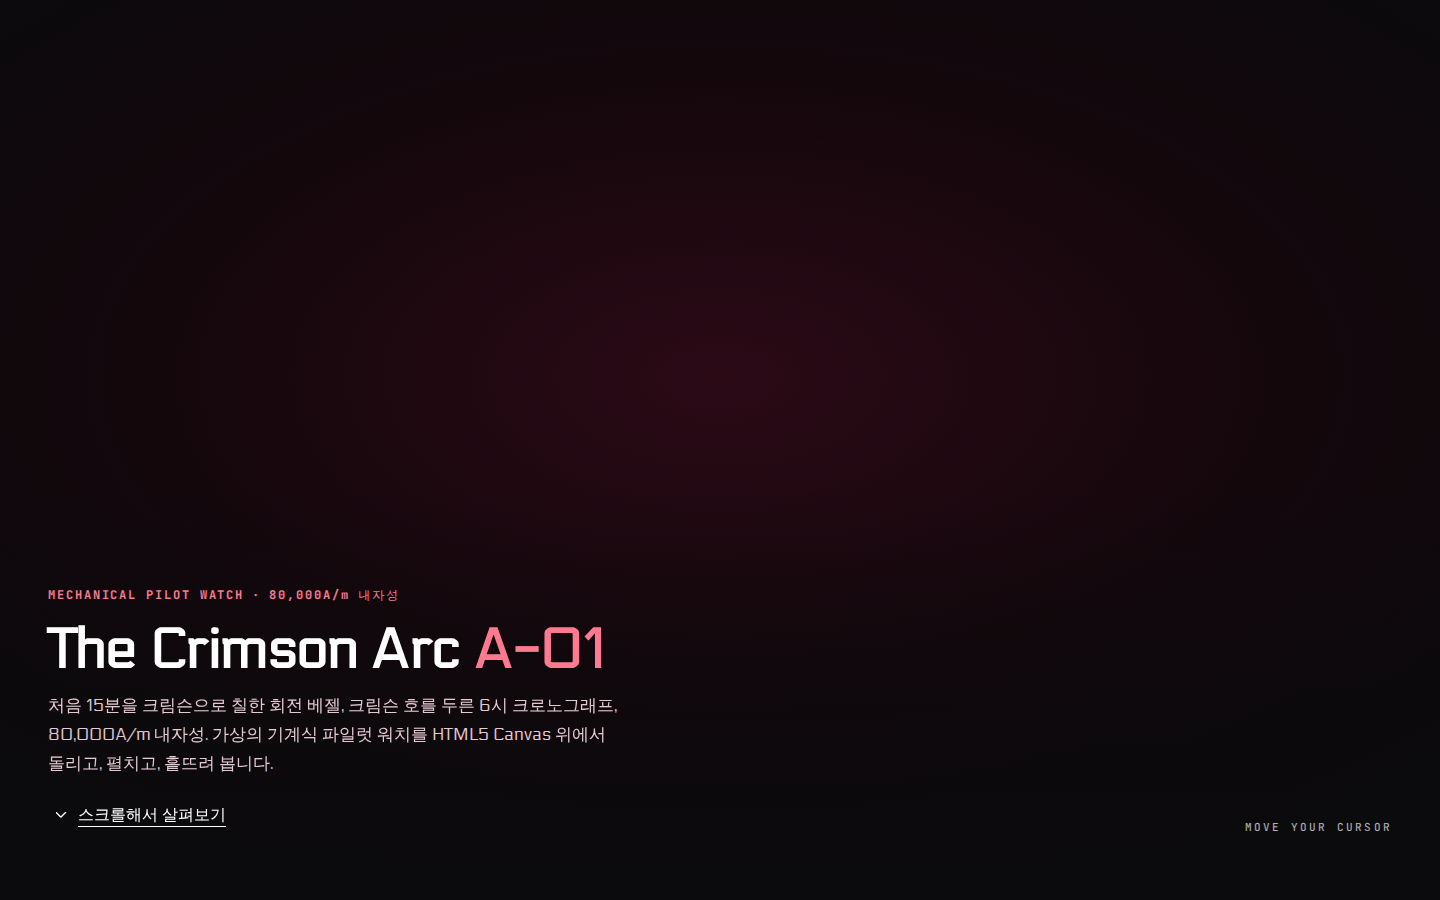 MECHANICAL PILOT WATCH · 80,000A/m 내자성
The Crimson Arc A-01
처음 15분을 크림슨으로 칠한 회전 베젤, 크림슨 호를 두른 6시 크로노그래프,
80,000A/m 내자성. 가상의 기계식 파일럿 워치를 HTML5 Canvas 위에서
돌리고, 펼치고, 흩뜨려 봅니다.
스크롤해서 살펴보기
MOVE YOUR CURSOR